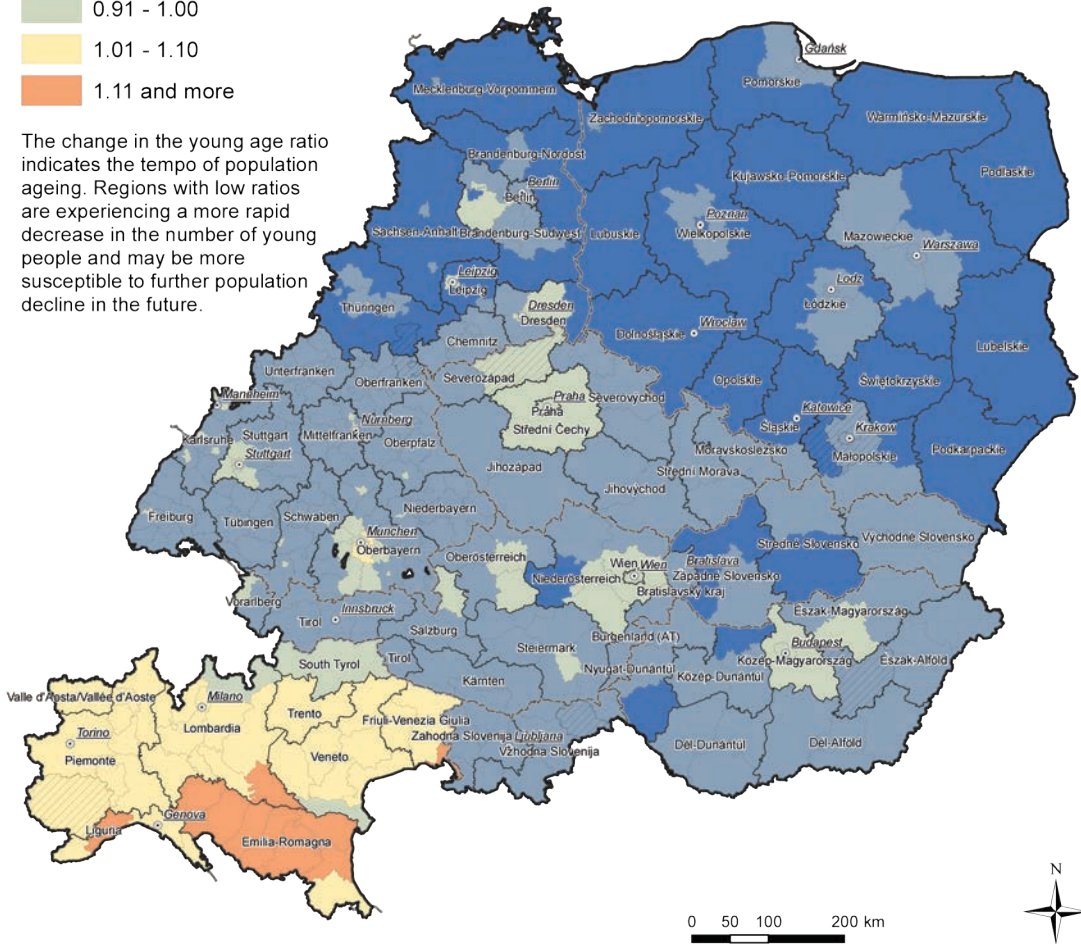 0.91 - 1.00
1.01 - 1.10
1.11 and more
The change in the young age ratio
indicates the tempo of population
ageing. Regions with low ratios
are experiencing a more rapid
decrease in the number of young
people and may be more
susceptible to further population
decline in the future.
Gdańsk
Pomorskie
Mecklenburg-Vorpommern
Zachodniopomorskie
Warmińsko-Mazurskie
Brandenburg-Nordost
Podlaskie
Kujawsko-Pomorskie
Berlin
Berlin
Poznan
Sachsen-Anhalt
Brandenburg-Südwest
Lubuskie
Wielkopolskie
Mazowieckie
Warszawa
Leipzig
Leipzig
Lodz
Thüringen
Dresden
Dresden
Łódzkie
Wrocław
Dolnośląskie
Chemnitz
Lubelskie
Unterfranken
Oberfranken
Severozápad
Opolskie
Świętokrzyskie
Mannheim
Praha
Severovýchod
Praha
Katowice
Nürnberg
Śląskie
Krakow
Karlsruhe
Stuttgart
Mittelfranken
Oberpfalz
Střední Čechy
Stuttgart
Moravskoslezsko
Małopolskie
Podkarpackie
Jihozápad
Střední Morava
Jihovýchod
Freiburg
Tübingen
Schwaben
Niederbayern
München
Oberbayern
Stredné Slovensko
Východné Slovensko
Oberösterreich
Wien
Wien
Bratislava
Niederösterreich
Západné Slovensko
Bratislavský kraj
Vorarlberg
Innsbruck
Tirol
Salzburg
Észak-Magyarország
Burgenland (AT)
Budapest
Steiermark
South Tyrol
Tirol
Közép-Magyarország
Észak-Alföld
Nyugat-Dunántúl
Közép-Dunántúl
Kärnten
Valle d'Aosta/Vallée d'Aoste
Milano
Trento
Lombardia
Friuli-Venezia Giulia
Torino
Zahodna Slovenija
Ljubljana
Vzhodna Slovenija
Dél-Dunántúl
Dél-Alföld
Piemonte
Veneto
Genova
Liguria
Emilia-Romagna
N
0 50 100 200 km